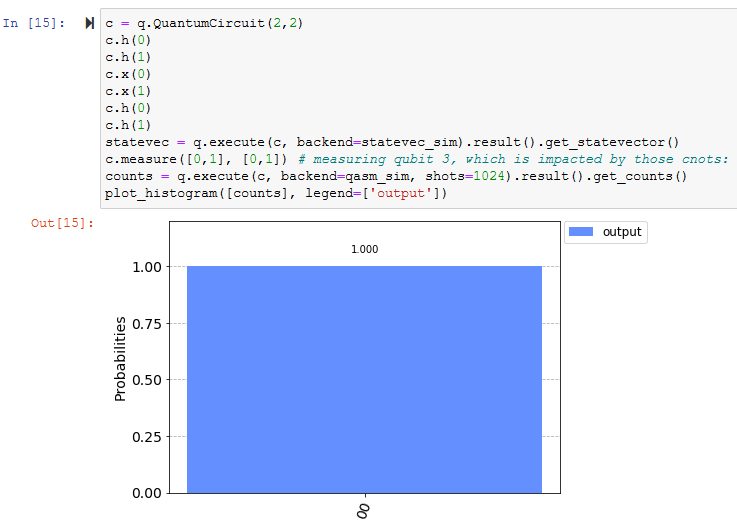 In [15]:
c = q.QuantumCircuit(2,2)
c.h(0)
c.h(1)
c.x(0)
c.x(1)
c.h(0)
c.h(1)
statevec = q.execute(c, backend=statevec_sim).result().get_statevector()
c.measure([0,1], [0,1]) # measuring qubit 3, which is impacted by those cnots:
counts = q.execute(c, backend=qasm_sim, shots=1024).result().get_counts()
plot_histogram([counts], legend=['output'])
Out[15]:
output
1.000
1.00
0.75
0.50
0.25
0.00
Probabilities
00